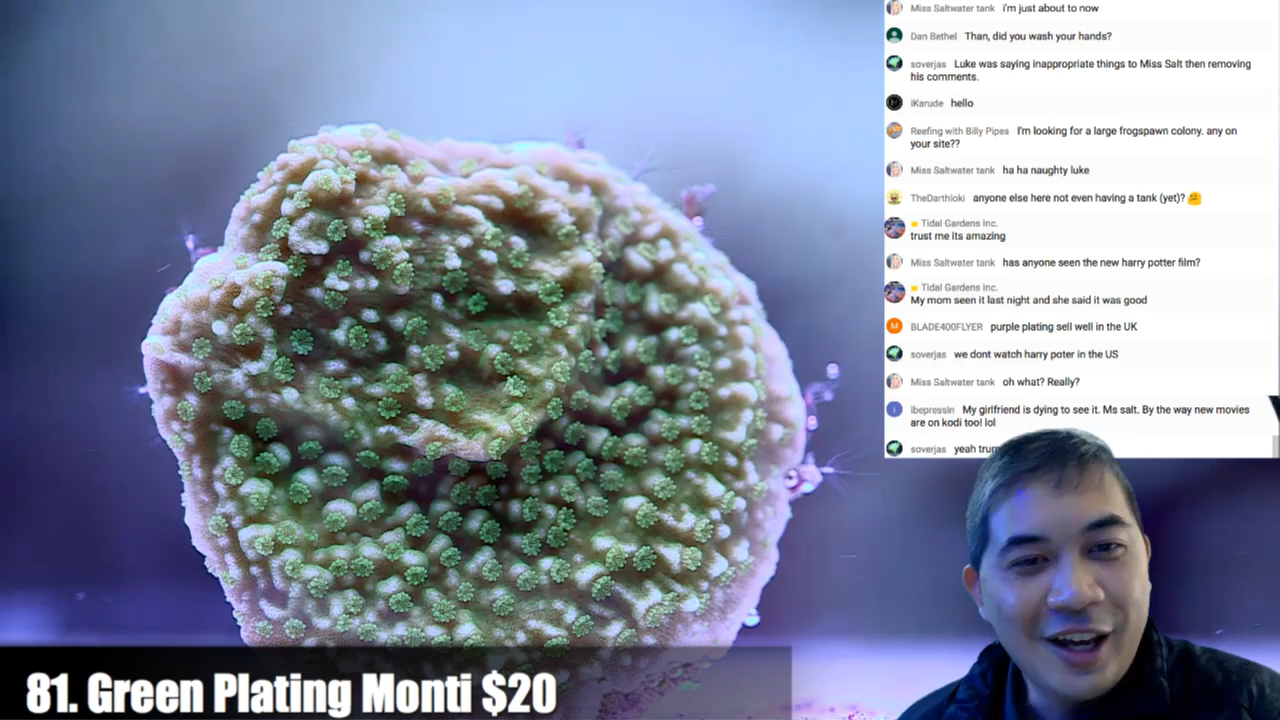 Miss Saltwater tank i'm just about to now
Dan Bethel Than, did you wash your hands?
soverjas Luke was saying inappropriate things to Miss Salt then removing
his comments.
iKarude hello
Reefing with Billy Pipes I'm looking for a large frogspawn colony. any on
your site??
Miss Saltwater tank ha ha naughty luke
TheDarthloki anyone else here not even having a tank (yet)? 🤔
Tidal Gardens Inc.
trust me its amazing
Miss Saltwater tank has anyone seen the new harry potter film?
Tidal Gardens Inc.
My mom seen it last night and she said it was good
M BLADE400FLYER purple plating sell well in the UK
soverjas we dont watch harry poter in the US
Miss Saltwater tank oh what? Really?
i ibepressin My girlfriend is dying to see it. Ms salt. By the way new movies
are on kodi too! lol
soverjas yeah
81. Green Plating Monti $20